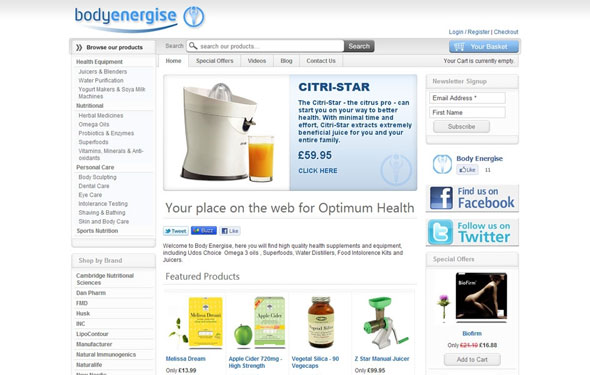 bodyenergise
Login / Register | Checkout
Browse our products
Search
search our products...
Search
Your Basket
Home
Special Offers
Videos
Blog
Contact Us
Your Cart is currently empty.
Health Equipment
Juicers & Blenders
Water Purification
Yogurt Makers & Soya Milk
Machines
Nutritional
Herbal Medicines
Omega Oils
Probiotics & Enzymes
Superfoods
Vitamins, Minerals & Anti-
oxidants
Personal Care
Body Sculpting
Dental Care
Eye Care
Intolerance Testing
Shaving & Bathing
Skin and Body Care
Sports Nutrition
Shop by Brand
Cambridge Nutritional
Sciences
Dan Pharm
FMD
Husk
INC
LipoContour
Manufacturer
Natural Immunogenics
Naturalife
CITRI-STAR
The Citri-Star - the citrus pro - can
start you on your way to better
health. With minimal time and
effort, Citri-Star extracts extremely
beneficial juice for you and your
entire family.
£59.95
CLICK HERE
Your place on the web for Optimum Health
Tweet
Buzz
Like
Welcome to Body Energise, here you will find high quality health supplements and equipment,
including Udos Choice Omega 3 oils , Superfoods, Water Distillers, Food Intolorence Kits and
Juicers.
Featured Products
Melissa Dream
Only £13.99
Apple Cider 720mg -
High Strength
Vegetal Silica - 90
Vegecaps
Z Star Manual Juicer
Only £99.95
Newsletter Signup
Email Address *
First Name
Subscribe
Body Energise
Like
11
Find us on
Facebook
Follow us on
Twitter
Special Offers
BioFirm
Biofirm
Only £21.10 £16.88
Add to Cart